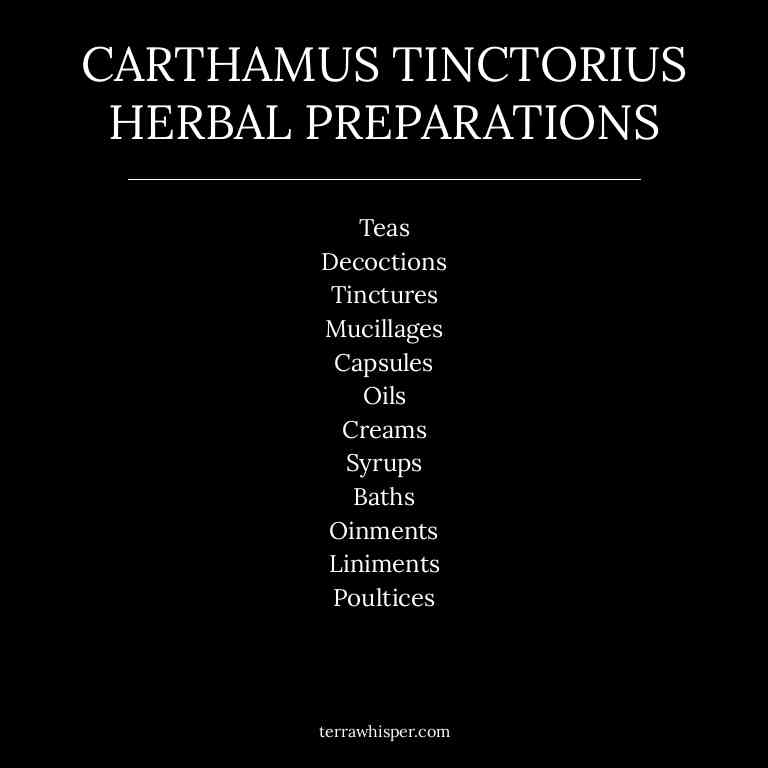 CARTHAMUS TINCTORIUS
HERBAL PREPARATIONS
Teas
Decoctions
Tinctures
Mucillages
Capsules
Oils
Creams
Syrups
Baths
Oinments
Liniments
Poultices
terrawhisper.com